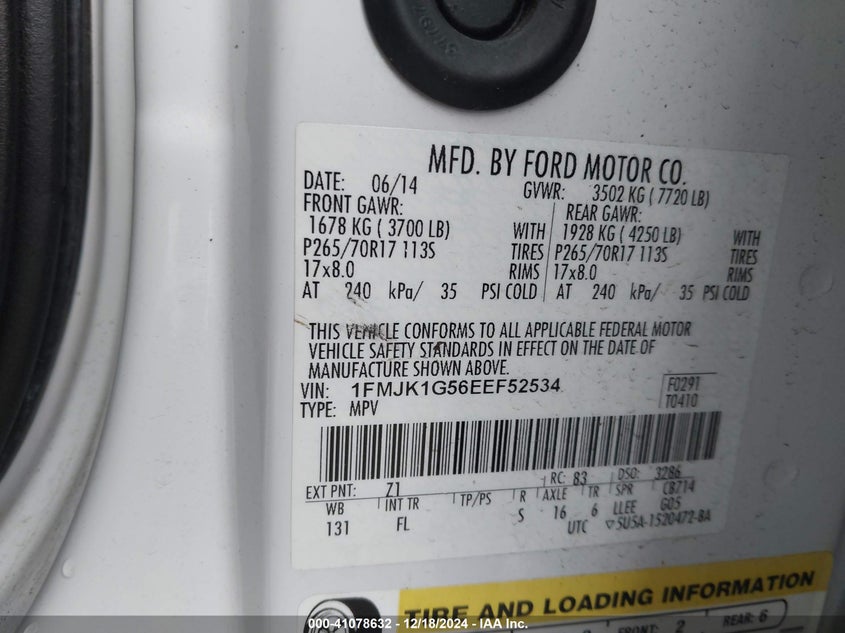 MFD. BY FORD MOTOR CO.
DATE: 06/14 GVWR: 3502 KG ( 7720 LB)
FRONT GAWR: REAR GAWR:
1678 KG ( 3700 LB) WITH 1928 KG ( 4250 LB) WITH
P265/70R17 113S TIRES P265/70R17 113S TIRES
17x8.0 RIMS 17x8.0 RIMS
AT 240 kPa/ 35 PSI COLD AT 240 kPa/ 35 PSI COLD
THIS VEHICLE CONFORMS TO ALL APPLICABLE FEDERAL MOTOR
VEHICLE SAFETY STANDARDS IN EFFECT ON THE DATE OF
MANUFACTURE SHOWN ABOVE.
VIN: 1FMJK1G56EEF52534 F0291
TYPE: MPV T0410
EXT PNT: Z1 RC: 83 DSO: 3286
WB INT TR TP/PS R AXLE TR SPR CB714
131 FL S 16 6 LLEE G05
UTC ▽5U5A-1520472-BA
TIRE AND LOADING INFORMATION
FRONT: 2 REAR: 6
000-41078632 - 12/18/2024 - IAA Inc.